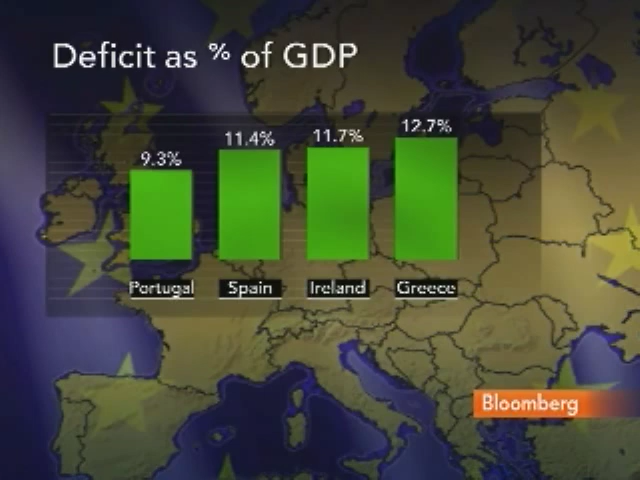 Deficit as % of GDP
9.3%
11.4%
11.7%
12.7%
Portugal
Spain
Ireland
Greece
Bloomberg